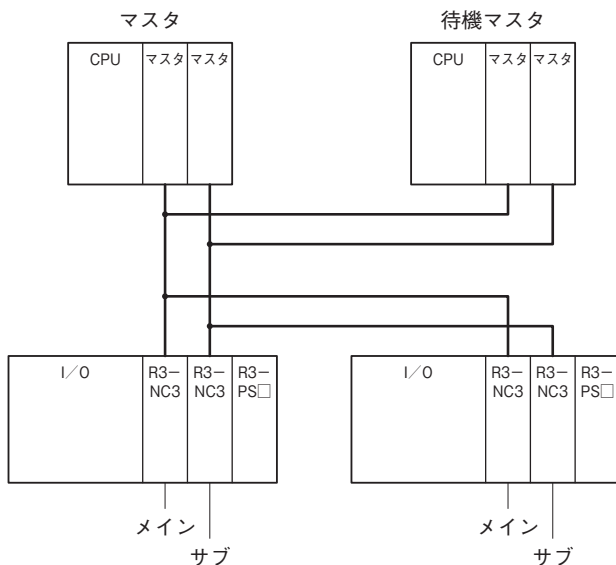 マスタ
待機マスタ
CPU
マスタ
マスタ
CPU
マスタ
マスタ
I/O
R3-
NC3
R3-
NC3
R3-
PS□
I/O
R3-
NC3
R3-
NC3
R3-
PS□
メイン
サブ
メイン
サブ